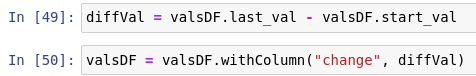 In [49]: diffVal = valsDF.last_val - valsDF.start_val
In [50]: valsDF = valsDF.withColumn("change", diffVal)